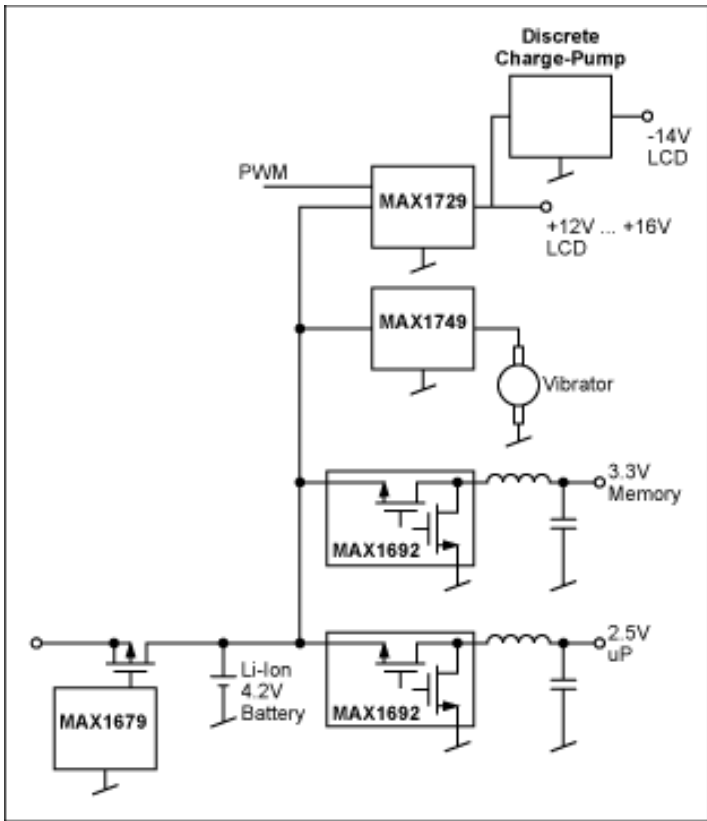 Discrete
Charge-Pump
-14V
LCD
PWM
MAX1729
+12V ... +16V
LCD
MAX1749
Vibrator
3.3V
Memory
MAX1692
2.5V
uP
Li-Ion
4.2V
Battery
MAX1692
MAX1679